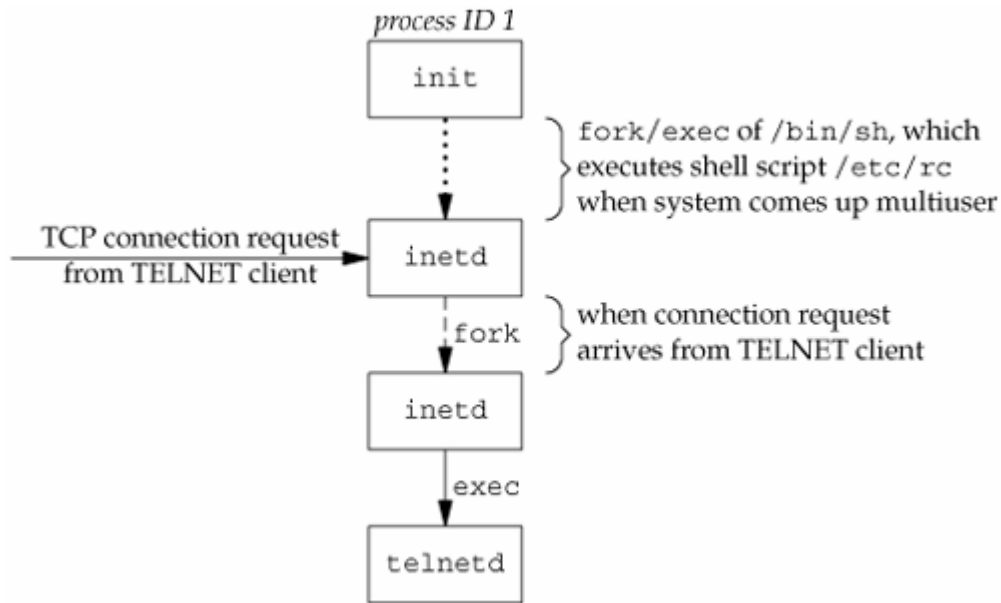 process ID 1
init
fork/exec of /bin/sh, which
executes shell script /etc/rc
when system comes up multiuser
TCP connection request
from TELNET client
inetd
fork
when connection request
arrives from TELNET client
inetd
exec
telnetd